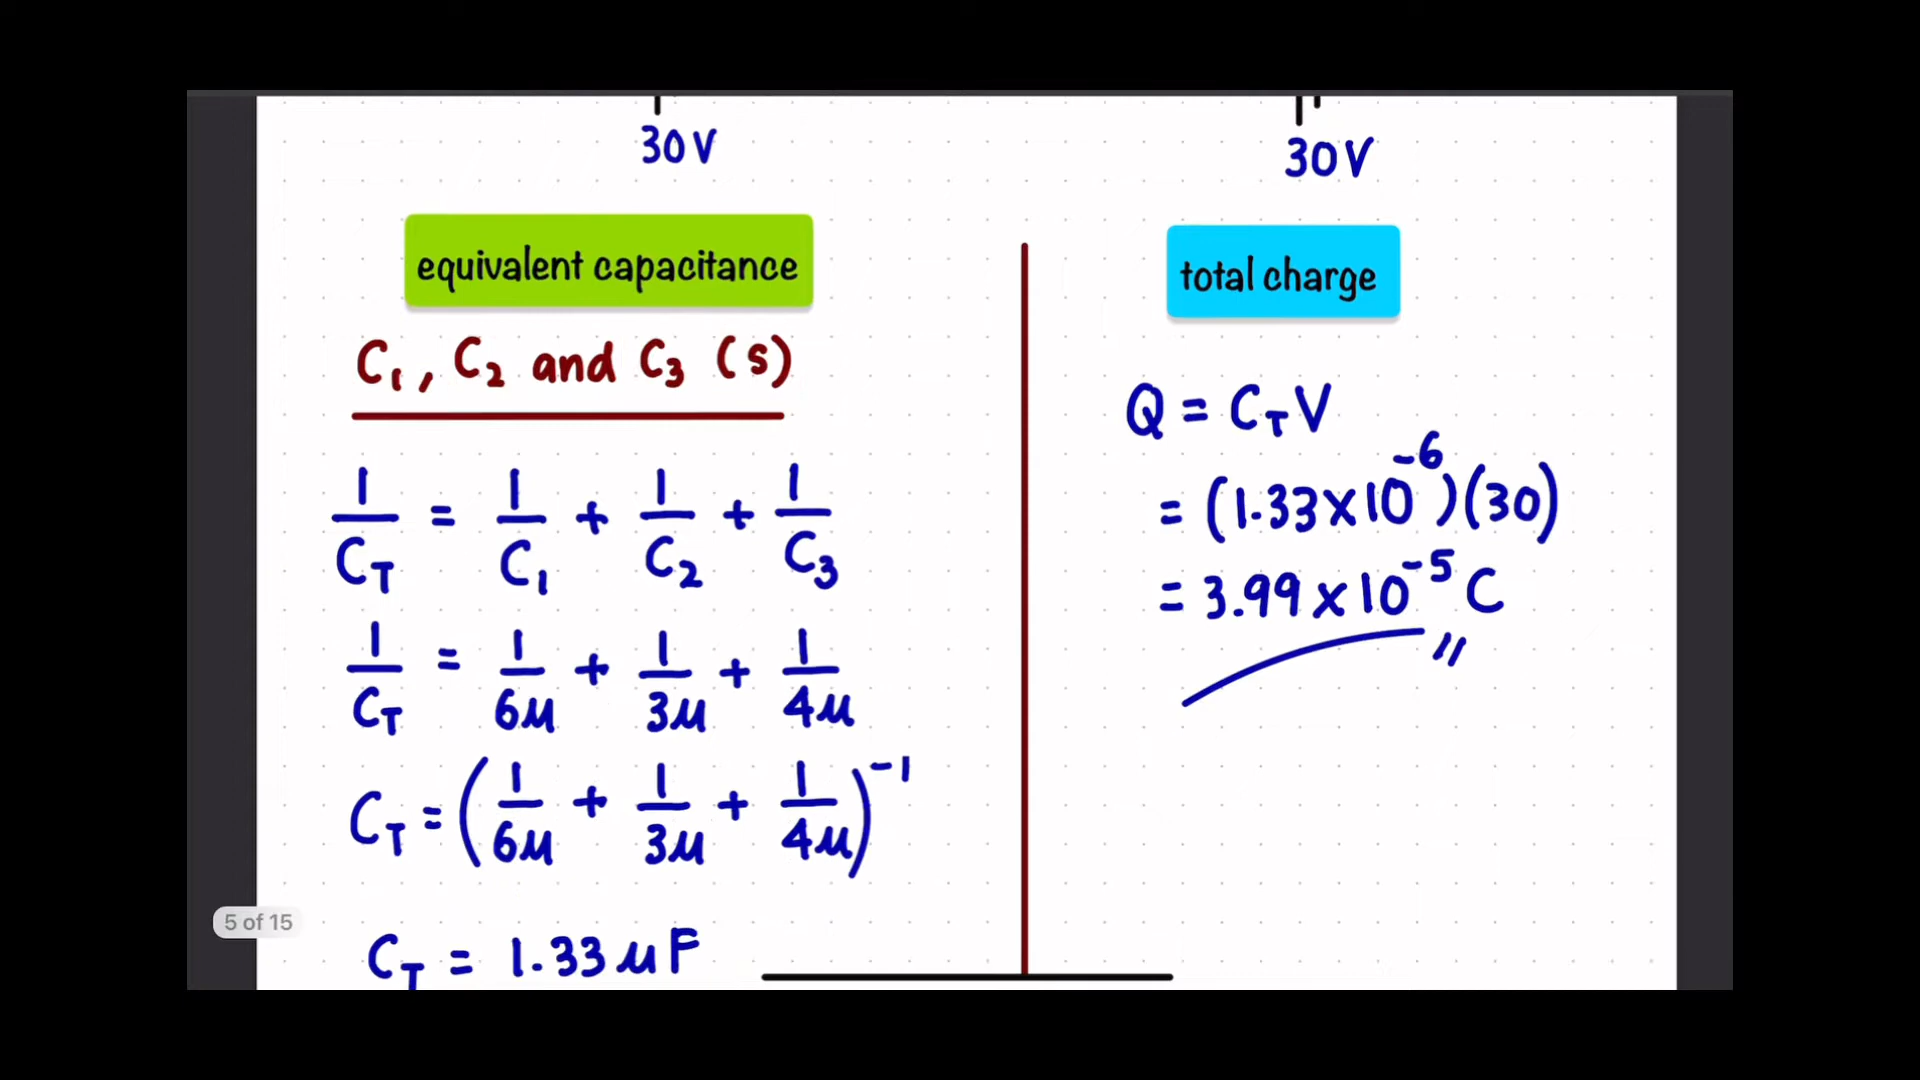 30V
equivalent capacitance
C₁, C₂ and C₃ (s)
1/C_T = 1/C₁ + 1/C₂ + 1/C₃
1/C_T = 1/6μ + 1/3μ + 1/4μ
C_T = (1/6μ + 1/3μ + 1/4μ)⁻¹
C_T = 1.33μF
30V
total charge
Q = C_T V
= (1.33×10⁻⁶)(30)
= 3.99×10⁻⁵ C
5 of 15